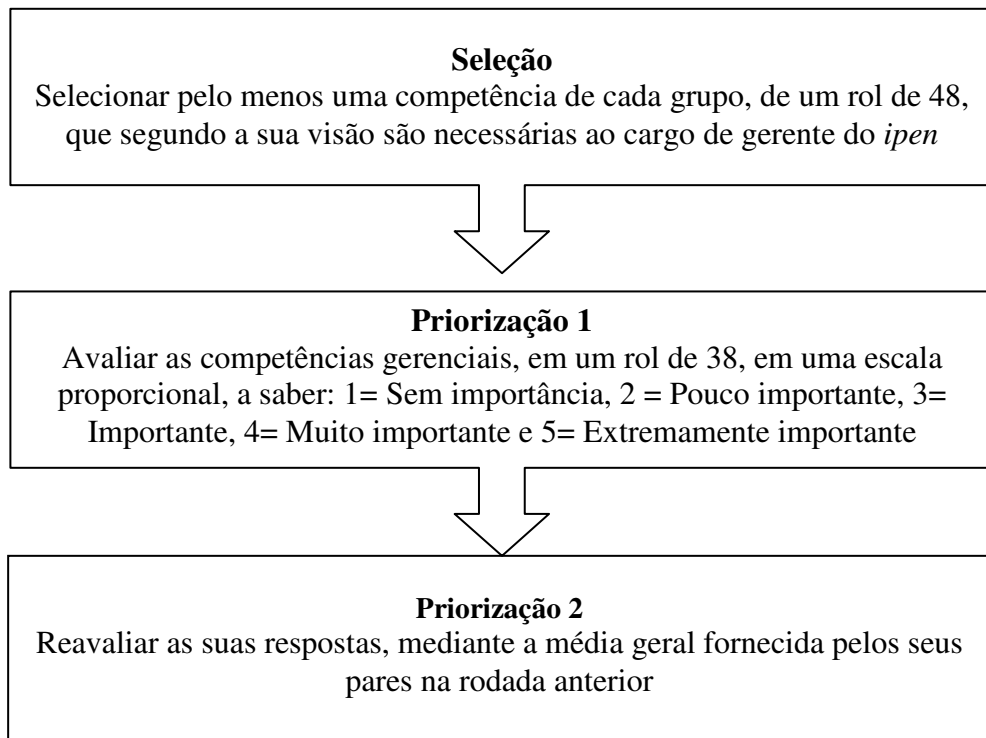 Seleção
Selecionar pelo menos uma competência de cada grupo, de um rol de 48,
que segundo a sua visão são necessárias ao cargo de gerente do ipen
Priorização 1
Avaliar as competências gerenciais, em um rol de 38, em uma escala
proporcional, a saber: 1= Sem importância, 2 = Pouco importante, 3=
Importante, 4= Muito importante e 5= Extremamente importante
Priorização 2
Reavaliar as suas respostas, mediante a média geral fornecida pelos seus
pares na rodada anterior